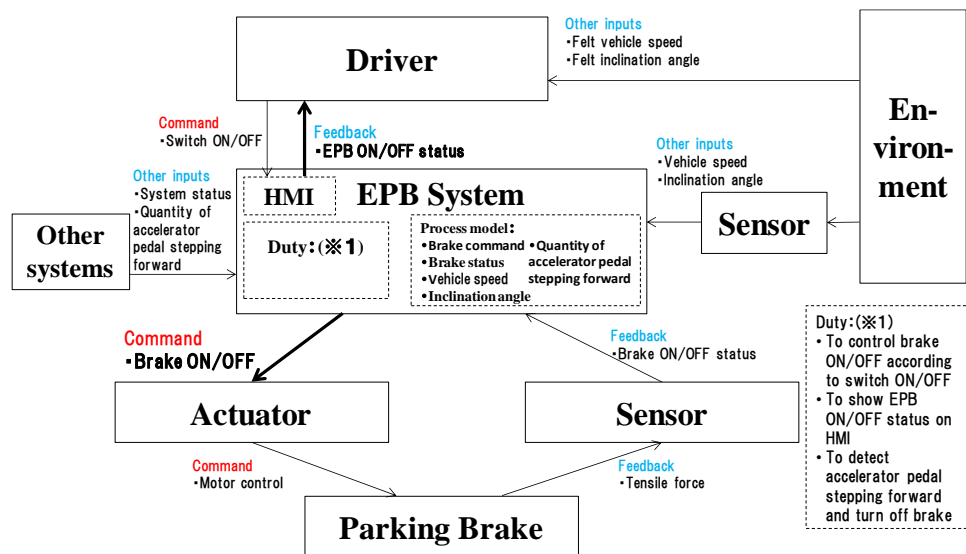 Driver
Other inputs
・Felt vehicle speed
・Felt inclination angle
En-
viron-
ment
Command
・Switch ON/OFF
Feedback
・EPB ON/OFF status
Other inputs
・Vehicle speed
・Inclination angle
Other inputs
・System status
・Quantity of
accelerator
pedal stepping
forward
Other
systems
HMI
EPB System
Duty:(※1)
Process model:
•Brake command
•Brake status
•Vehicle speed
•Inclination angle
•Quantity of
accelerator pedal
stepping forward
Sensor
Command
・Brake ON/OFF
Feedback
・Brake ON/OFF status
Actuator
Sensor
Command
・Motor control
Feedback
・Tensile force
Parking Brake
Duty:(※1)
・To control brake
ON/OFF according
to switch ON/OFF
・To show EPB
ON/OFF status on
HMI
・To detect
accelerator pedal
stepping forward
and turn off brake